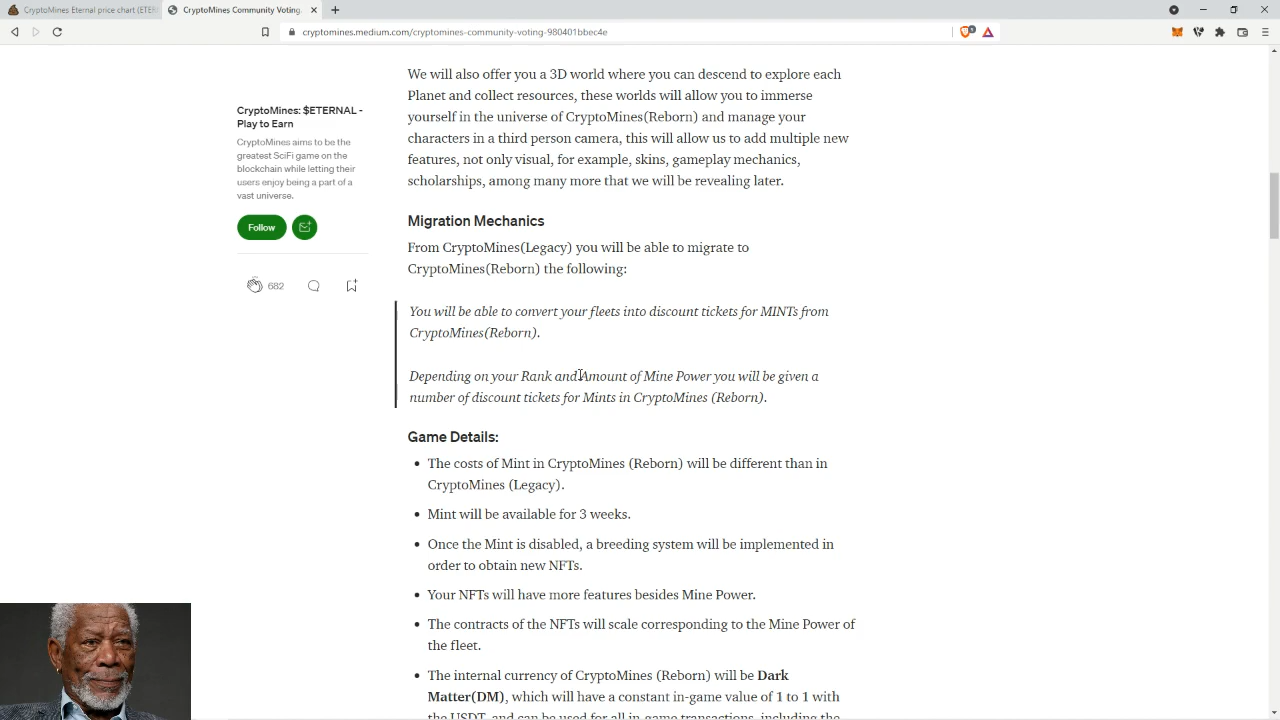 CryptoMines Eternal price chart (ETER
CryptoMines Community Voting.
cryptomines.medium.com/cryptomines-community-voting-980401bbec4e
We will also offer you a 3D world where you can descend to explore each
Planet and collect resources, these worlds will allow you to immerse
yourself in the universe of CryptoMines(Reborn) and manage your
characters in a third person camera, this will allow us to add multiple new
features, not only visual, for example, skins, gameplay mechanics,
scholarships, among many more that we will be revealing later.
CryptoMines: $ETERNAL -
Play to Earn
CryptoMines aims to be the
greatest SciFi game on the
blockchain while letting their
users enjoy being a part of a
vast universe.
Follow
682
Migration Mechanics
From CryptoMines(Legacy) you will be able to migrate to
CryptoMines(Reborn) the following:
You will be able to convert your fleets into discount tickets for MINTs from
CryptoMines(Reborn).
Depending on your Rank and Amount of Mine Power you will be given a
number of discount tickets for Mints in CryptoMines (Reborn).
Game Details:
• The costs of Mint in CryptoMines (Reborn) will be different than in
CryptoMines (Legacy).
• Mint will be available for 3 weeks.
• Once the Mint is disabled, a breeding system will be implemented in
order to obtain new NFTs.
• Your NFTs will have more features besides Mine Power.
• The contracts of the NFTs will scale corresponding to the Mine Power of
the fleet.
• The internal currency of CryptoMines (Reborn) will be Dark
Matter(DM), which will have a constant in-game value of 1 to 1 with
the USDT, and can be used for all in-game transactions, including the